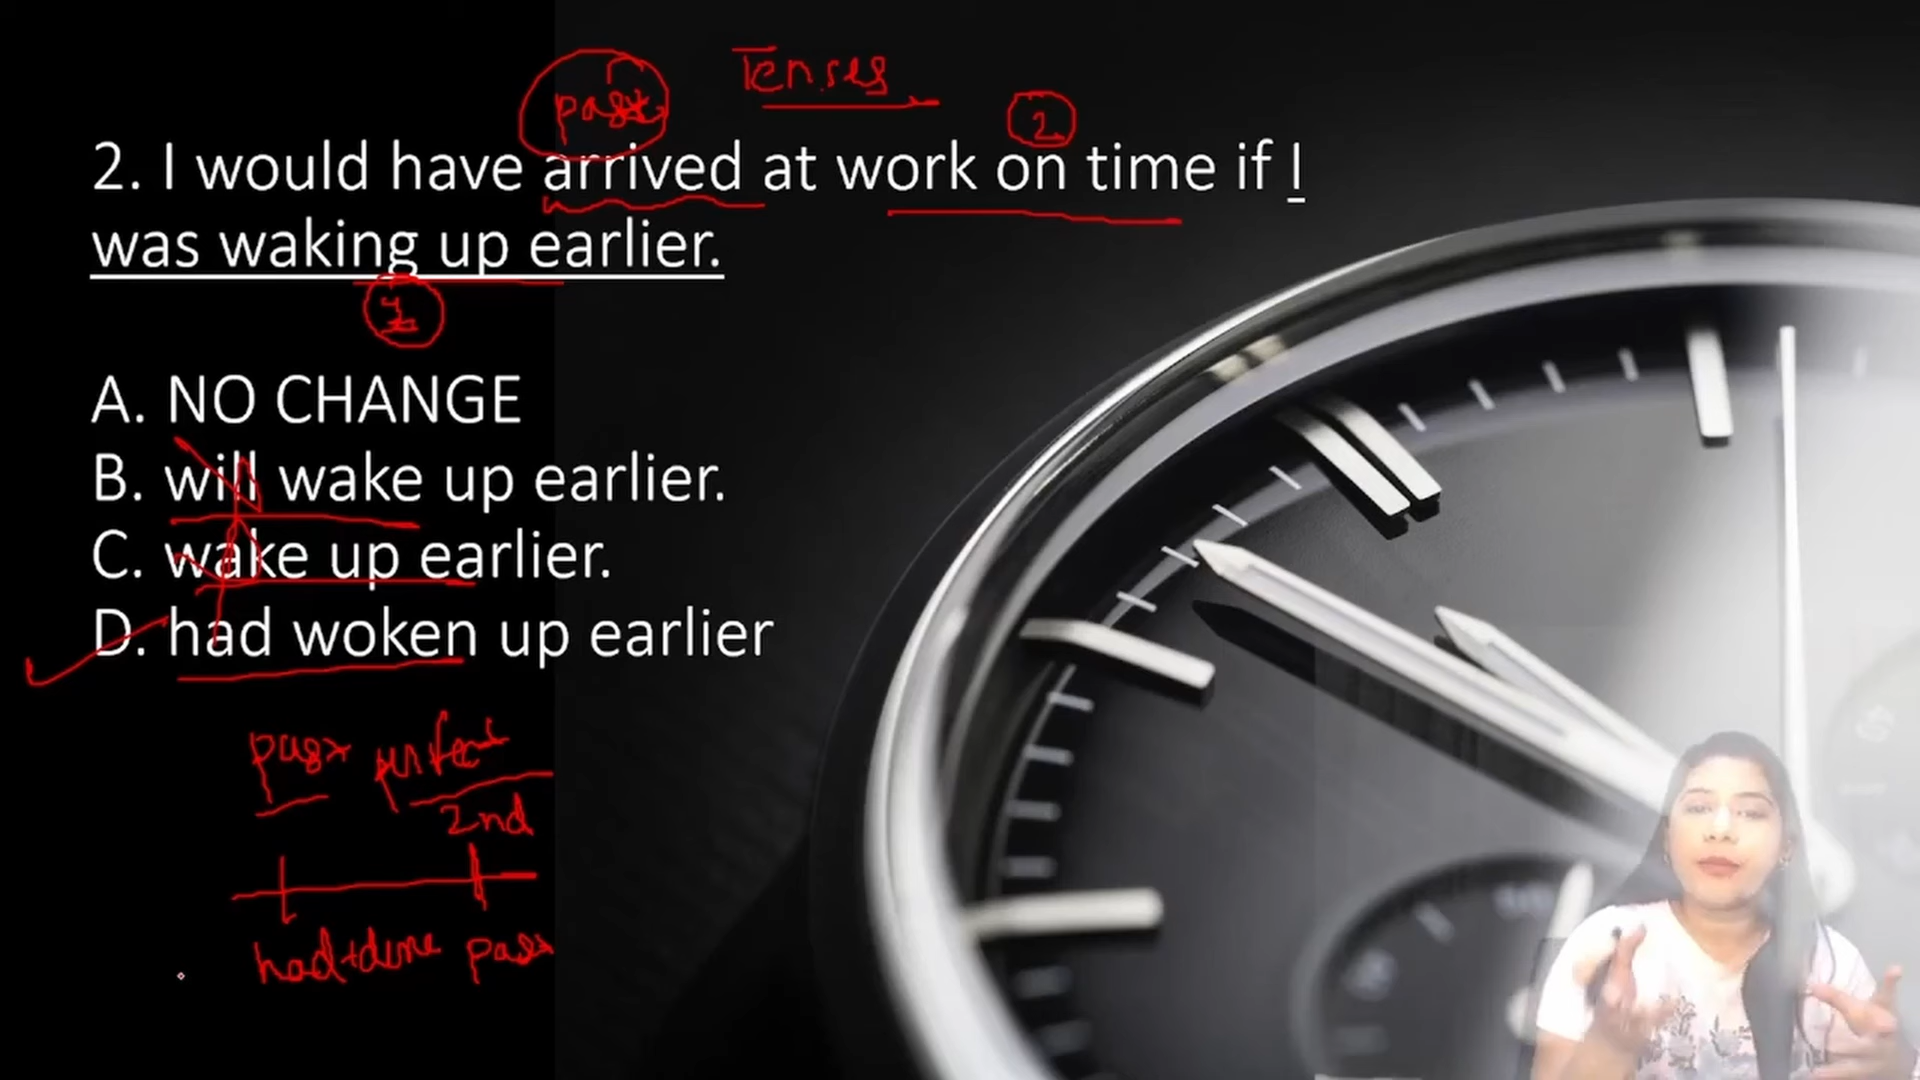 past Tenses
2
2. I would have arrived at work on time if I
was waking up earlier.
1
A. NO CHANGE
B. will wake up earlier.
C. wake up earlier.
D. had woken up earlier
past perfect
2nd
had+done past